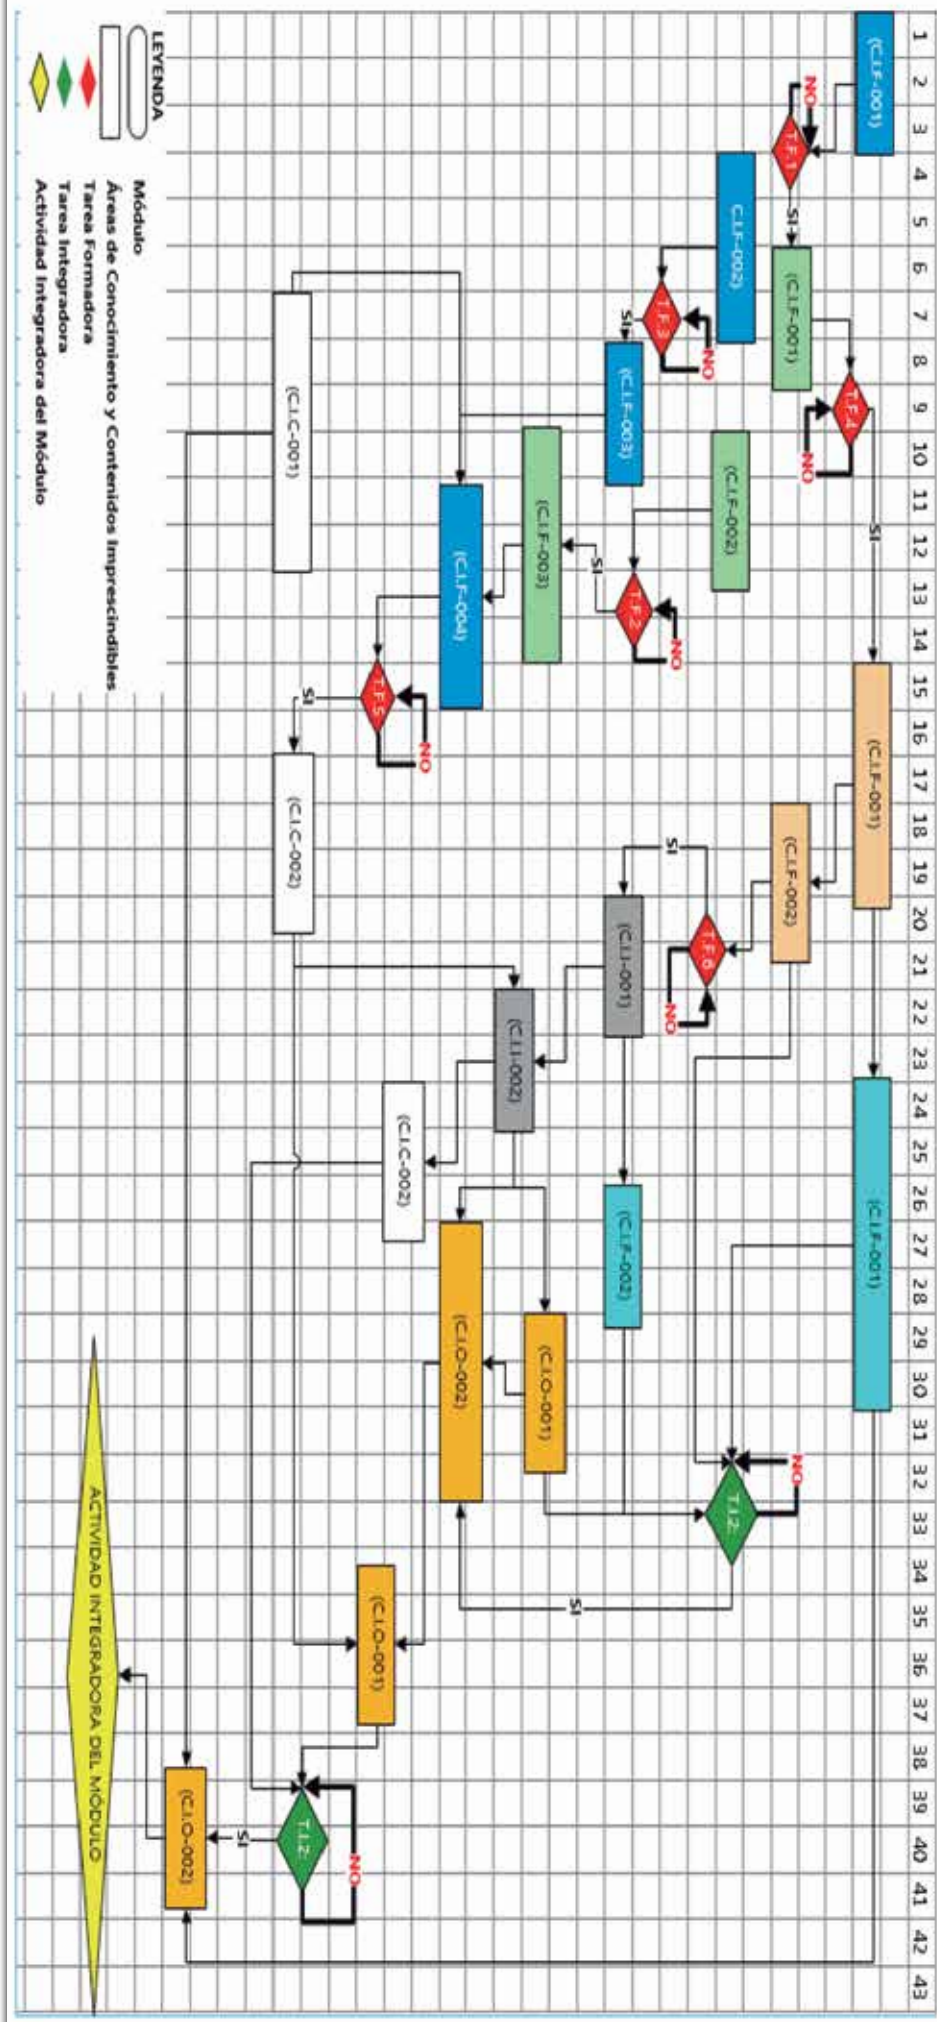 1 2 3 4 5 6 7 8 9 10 11 12 13 14 15 16 17 18 19 20 21 22 23 24 25 26 27 28 29 30 31 32 33 34 35 36 37 38 39 40 41 42 43
(C.I.F-001)
(C.I.F-001)
(C.I.F-001)
SI
T.F.4
NO
NO
T.F.1
SI
(C.I.F-001)
(C.I.F-002)
NO
C.I.F-002)
(C.I.F-002)
T.I.2:
NO
T.F.6
SI
NO
T.F.3
SI
NO
T.F.2
SI
(C.I.F-003)
(C.I.I-001)
(C.I.F-002)
SI
(C.I.F-003)
(C.I.I-002)
(C.I.O-001)
(C.I.F-004)
(C.I.O-002)
NO
T.F.5
SI
(C.I.C-002)
(C.I.O-001)
(C.I.C-001)
(C.I.C-002)
NO
T.I.2:
SI
(C.I.O-002)
ACTIVIDAD INTEGRADORA DEL MÓDULO
LEYENDA
Módulo
Áreas de Conocimiento y Contenidos Imprescindibles
Tarea Formadora
Tarea Integradora
Actividad Integradora del Módulo